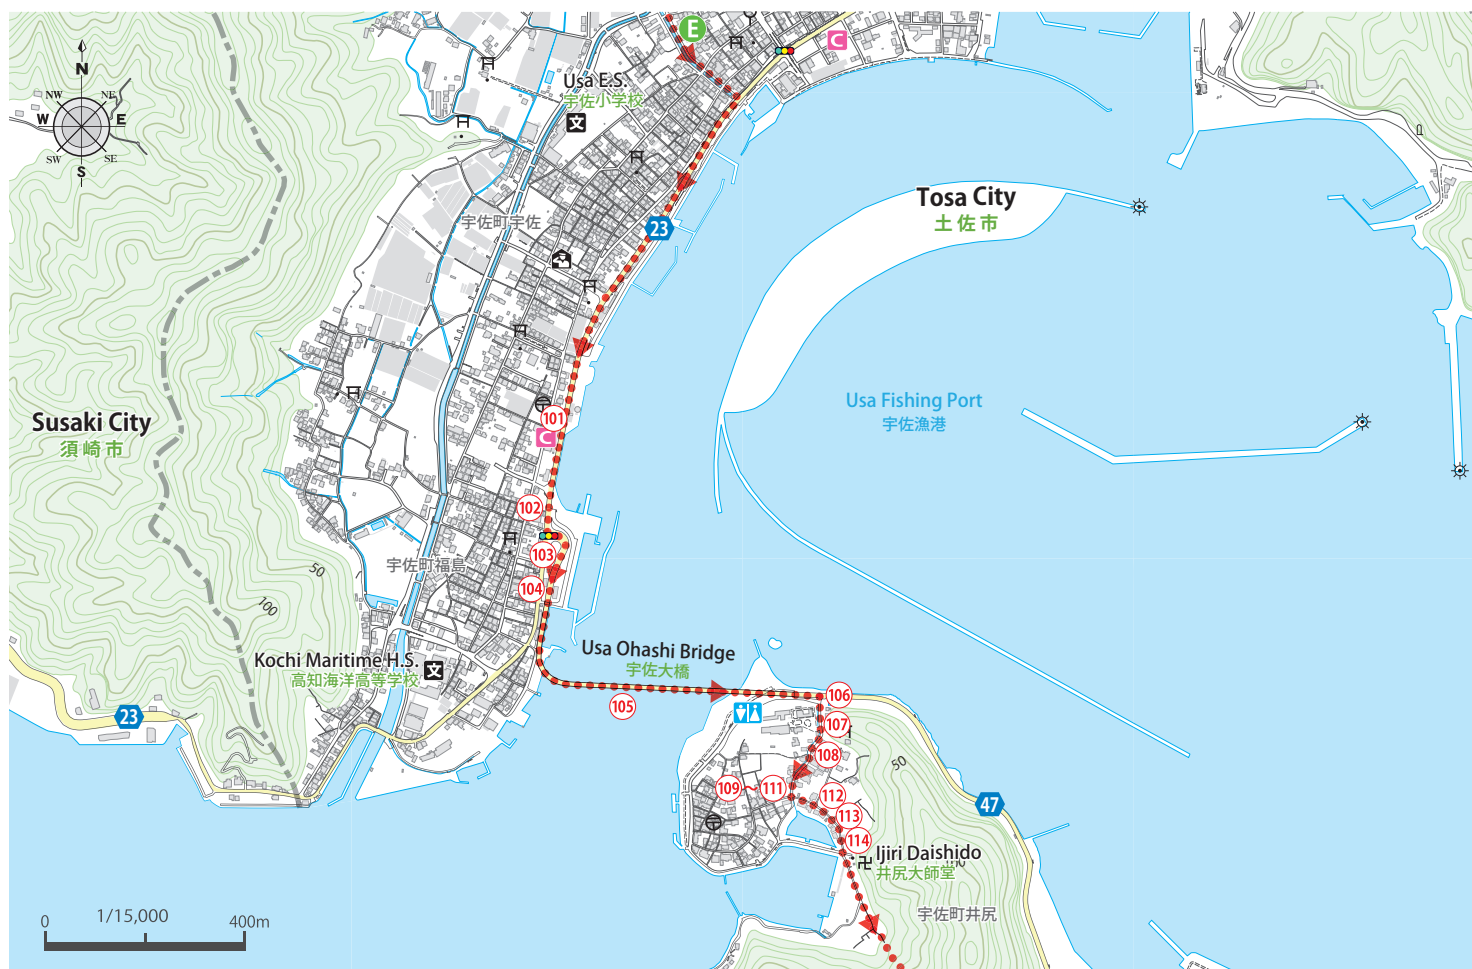 E
C
N
NW
NE
W
E
SW
SE
S
Usa E.S.
宇佐小学校
文
Tosa City
土佐市
宇佐町宇佐
23
Usa Fishing Port
宇佐漁港
Susaki City
須崎市
101
C
102
103
宇佐町福島
50
104
100
Usa Ohashi Bridge
宇佐大橋
Kochi Maritime H.S.
高知海洋高等学校
文
105
106
23
107
108
50
109～111
112
47
113
114
Ijiri Daishido
井尻大師堂
100
宇佐町井尻
0
1/15,000
400m